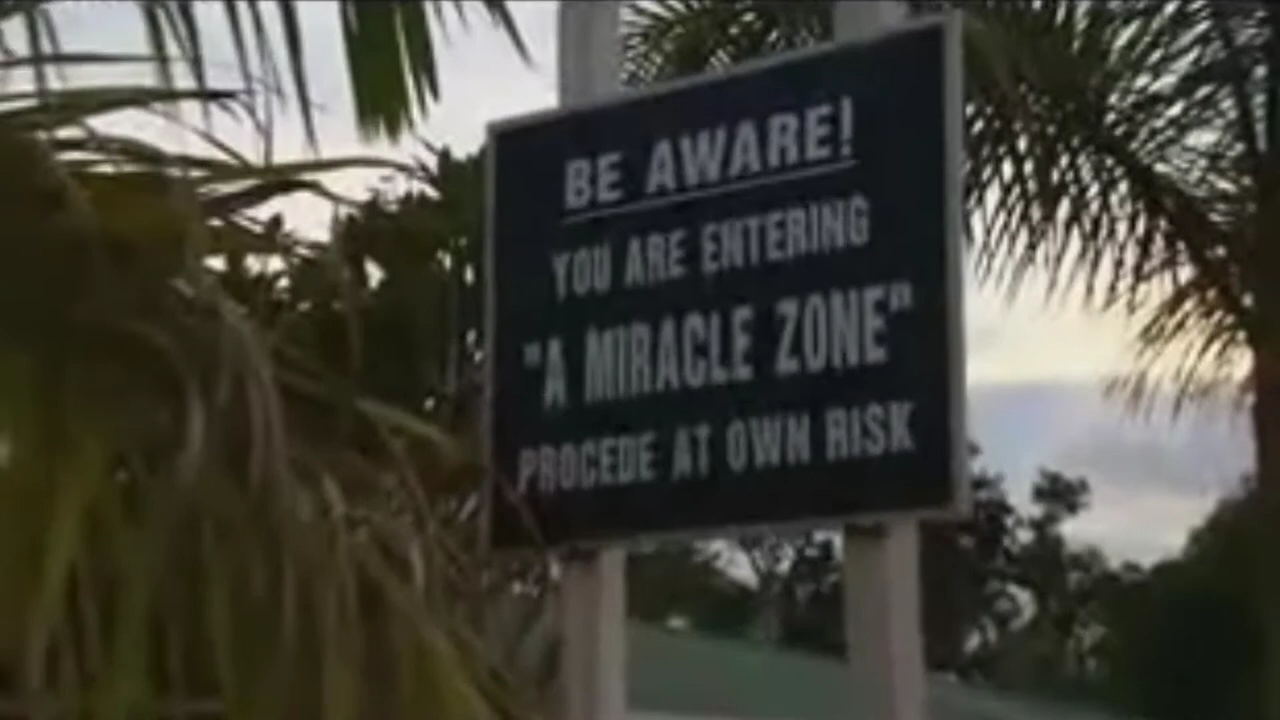 BE AWARE!
YOU ARE ENTERING
"A MIRACLE ZONE"
PROCEDE AT OWN RISK